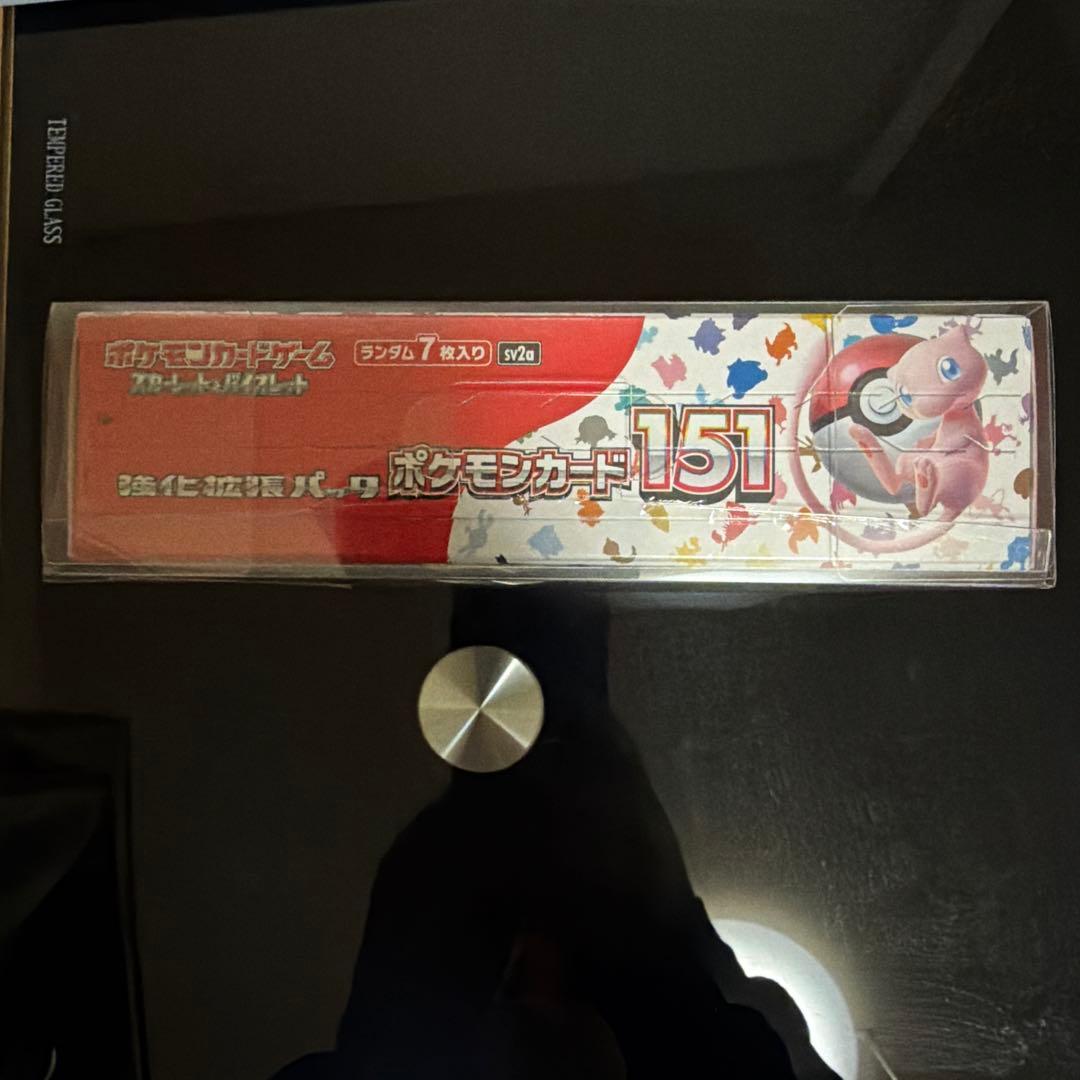 TEMPERED GLASS
ポケモンカードゲーム
スカーレット&バイオレット
ランダム7枚入り
sv2a
強化拡張パック
ポケモンカード151